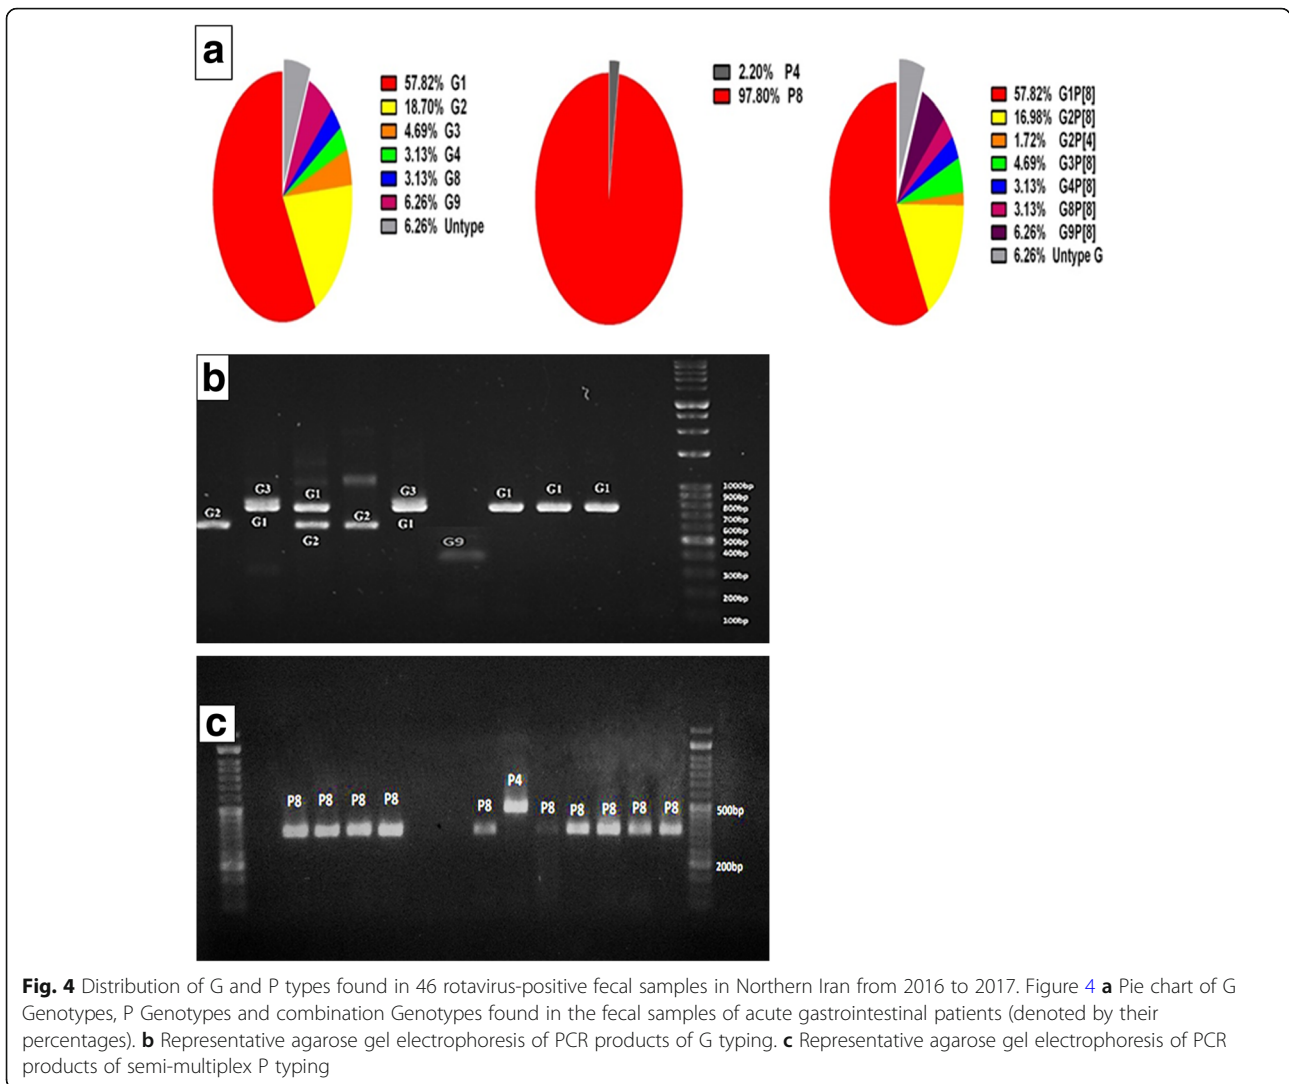 a
57.82% G1
18.70% G2
4.69% G3
3.13% G4
3.13% G8
6.26% G9
6.26% Untype
2.20% P4
97.80% P8
57.82% G1P[8]
16.98% G2P[8]
1.72% G2P[4]
4.69% G3P[8]
3.13% G4P[8]
3.13% G8P[8]
6.26% G9P[8]
6.26% Untype G
b
G2
G3
G1
G1
G2
G2
G3
G1
G9
G1
G1
G1
1000bp
900bp
800bp
700bp
600bp
500bp
400bp
300bp
200bp
100bp
c
P8 P8 P8 P8 P8 P4 P8 P8 P8 P8 P8
500bp
200bp
Fig. 4 Distribution of G and P types found in 46 rotavirus-positive fecal samples in Northern Iran from 2016 to 2017. Figure 4 a Pie chart of G
Genotypes, P Genotypes and combination Genotypes found in the fecal samples of acute gastrointestinal patients (denoted by their
percentages). b Representative agarose gel electrophoresis of PCR products of G typing. c Representative agarose gel electrophoresis of PCR
products of semi-multiplex P typing